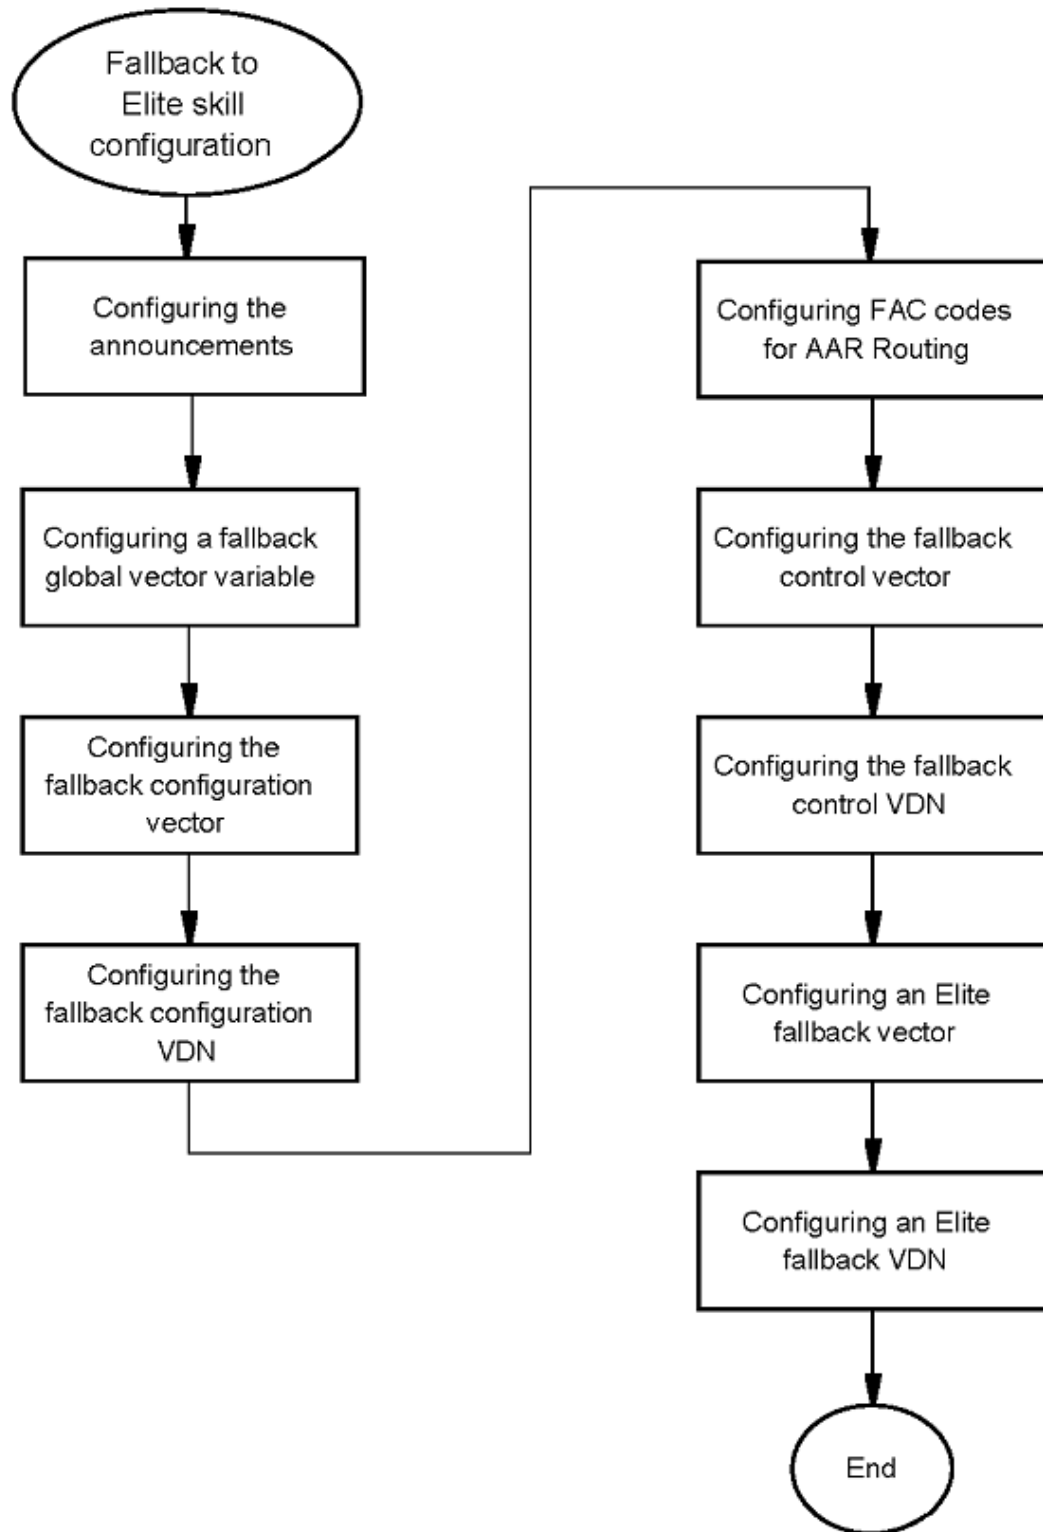 Fallback to
Elite skill
configuration
Configuring the
announcements
Configuring a fallback
global vector variable
Configuring the
fallback configuration
vector
Configuring the
fallback configuration
VDN
Configuring FAC codes
for AAR Routing
Configuring the fallback
control vector
Configuring the fallback
control VDN
Configuring an Elite
fallback vector
Configuring an Elite
fallback VDN
End